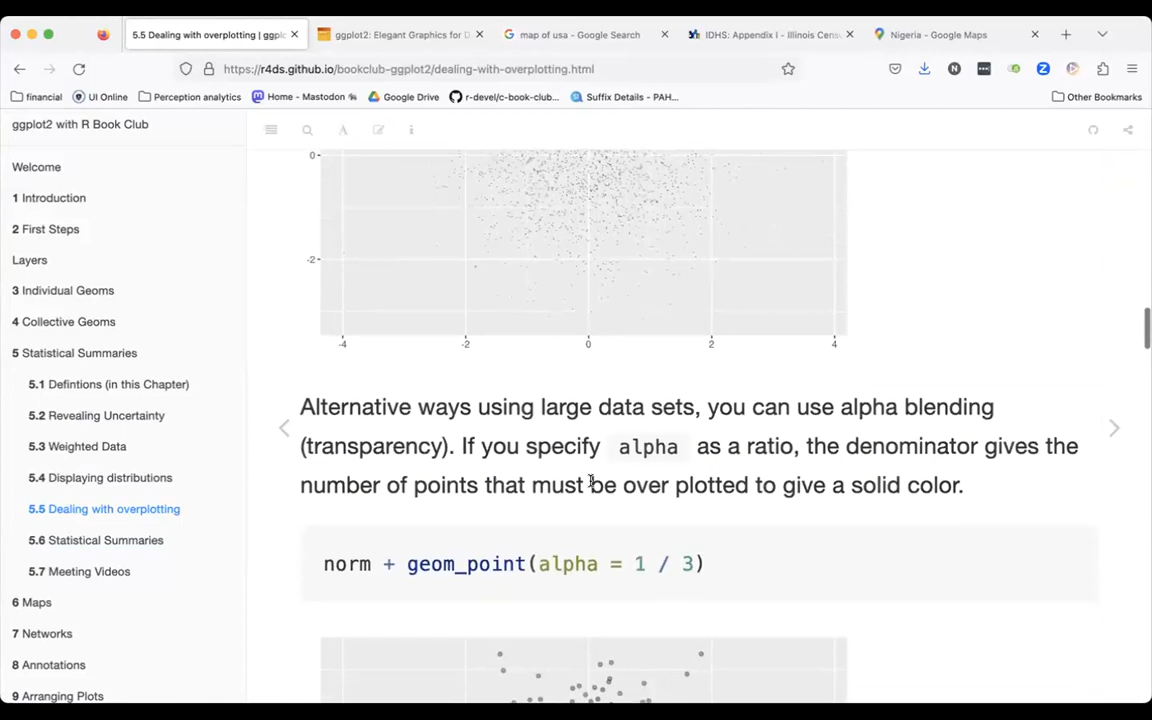 5.5 Dealing with overplotting | ggplo
ggplot2: Elegant Graphics for D
map of usa - Google Search
IDHS: Appendix I - Illinois Censu
Nigeria - Google Maps
https://r4ds.github.io/bookclub-ggplot2/dealing-with-overplotting.html
financial
UI Online
Perception analytics
Home - Mastodon
Google Drive
r-devel/c-book-club...
Suffix Details - PAH...
Other Bookmarks
ggplot2 with R Book Club
Welcome
1 Introduction
2 First Steps
Layers
3 Individual Geoms
4 Collective Geoms
5 Statistical Summaries
5.1 Defintions (in this Chapter)
5.2 Revealing Uncertainty
5.3 Weighted Data
5.4 Displaying distributions
5.5 Dealing with overplotting
5.6 Statistical Summaries
5.7 Meeting Videos
6 Maps
7 Networks
8 Annotations
9 Arranging Plots
0
-2
-4 -2 0 2 4
Alternative ways using large data sets, you can use alpha blending
(transparency). If you specify alpha as a ratio, the denominator gives the
number of points that must be over plotted to give a solid color.
norm + geom_point(alpha = 1 / 3)